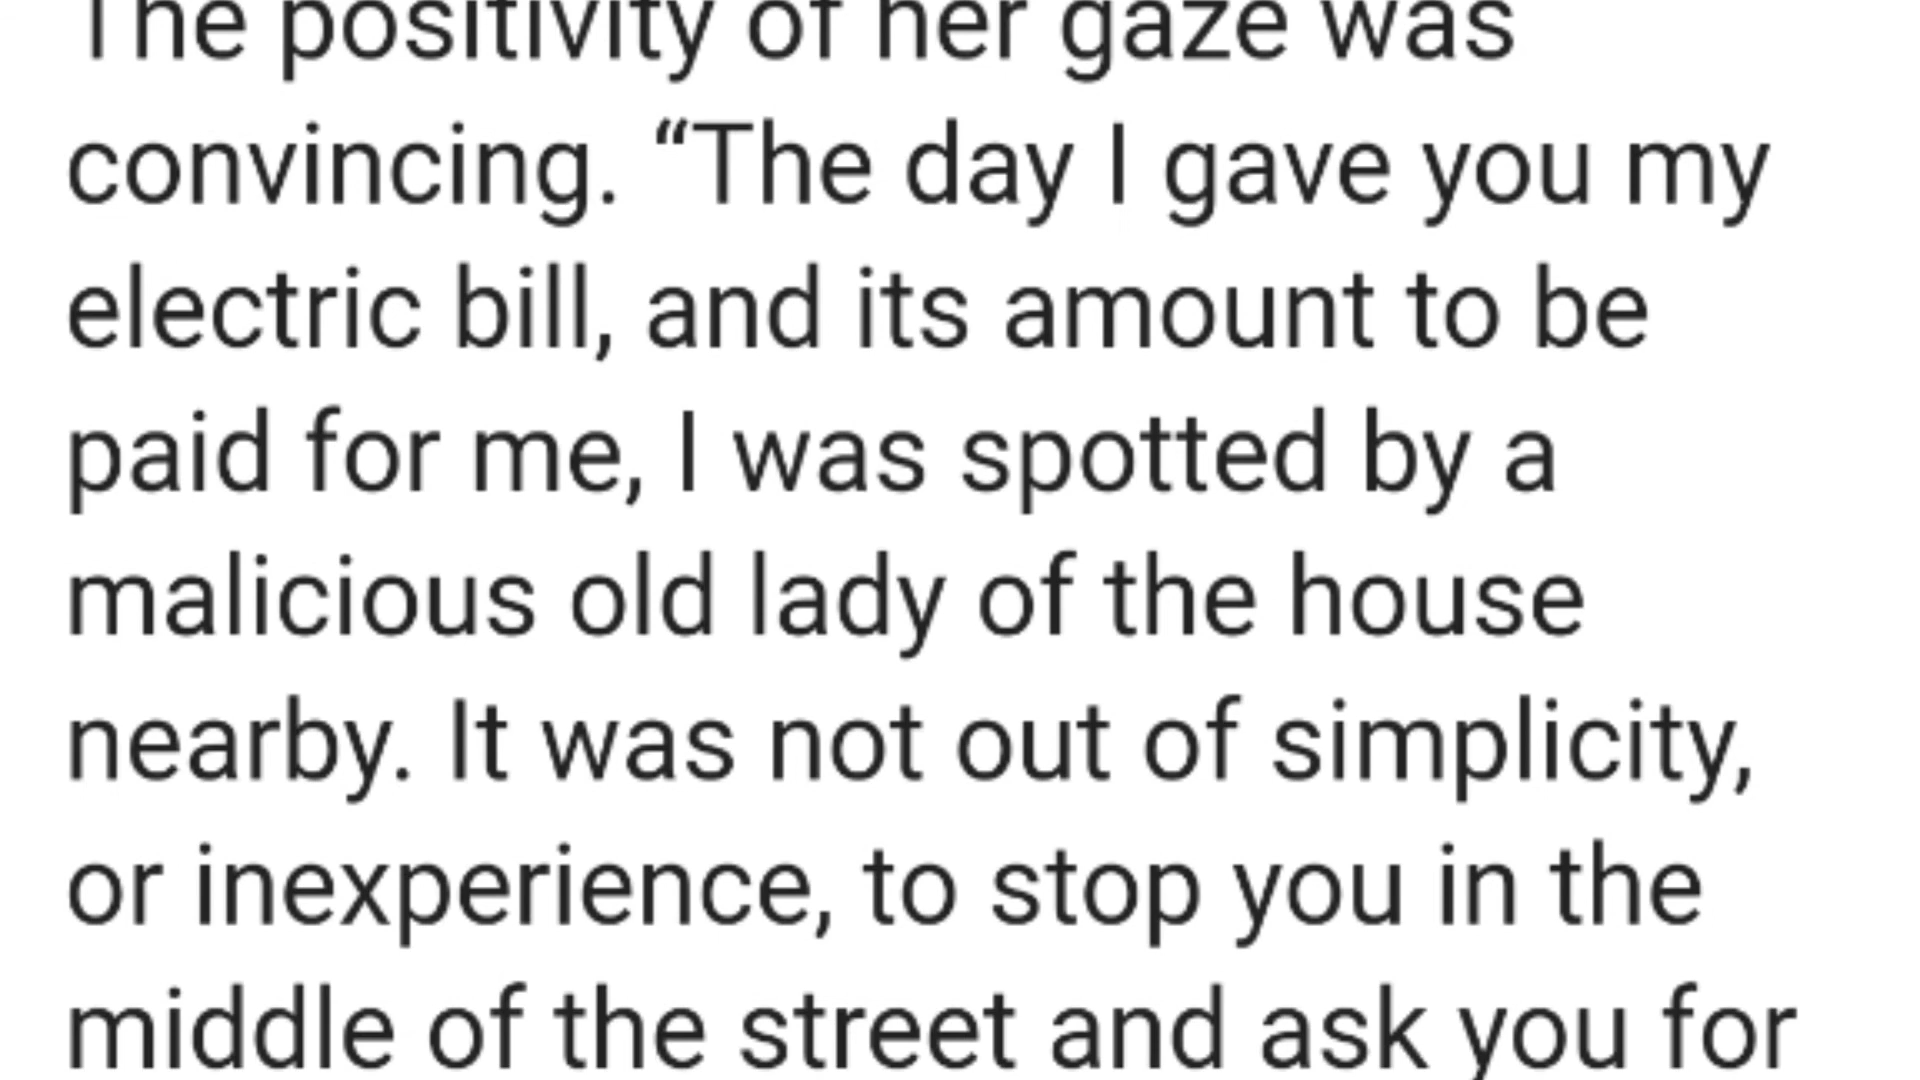 The positivity of her gaze was
convincing. “The day I gave you my
electric bill, and its amount to be
paid for me, I was spotted by a
malicious old lady of the house
nearby. It was not out of simplicity,
or inexperience, to stop you in the
middle of the street and ask you for